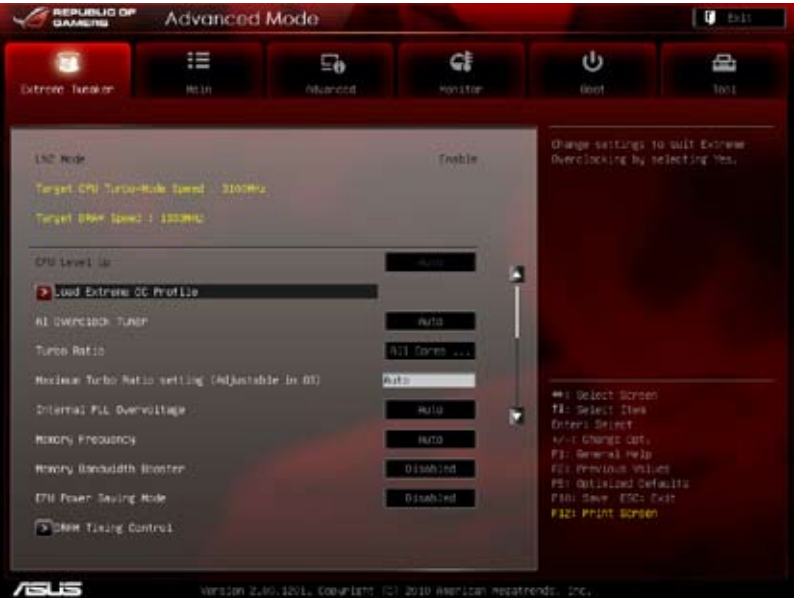 REPUBLIC OF GAMERS
Advanced Mode
Exit
Extreme Tweaker
Main
Advanced
Monitor
Boot
Tool
LN2 Mode Enable
Target CPU Turbo-Mode Speed : 3100MHz
Target DRAM Speed : 1333MHz
CPU Level Up Auto
> Load Extreme OC Profile
Ai Overclock Tuner Auto
Turbo Ratio All Cores ...
Maximum Turbo Ratio setting (Adjustable in OS) Auto
Internal PLL Overvoltage Auto
Memory Frequency Auto
Memory Bandwidth Booster Disabled
EPU Power Saving Mode Disabled
> DRAM Timing Control
Change settings to suit Extreme
Overclocking by selecting Yes.
→←: Select Screen
↑↓: Select Item
Enter: Select
+/-: Change Opt.
F1: General Help
F2: Previous Values
F5: Optimized Defaults
F10: Save ESC: Exit
F12: Print Screen
ASUS
Version 2.00.1201. Copyright (C) 2010 American Megatrends, Inc.